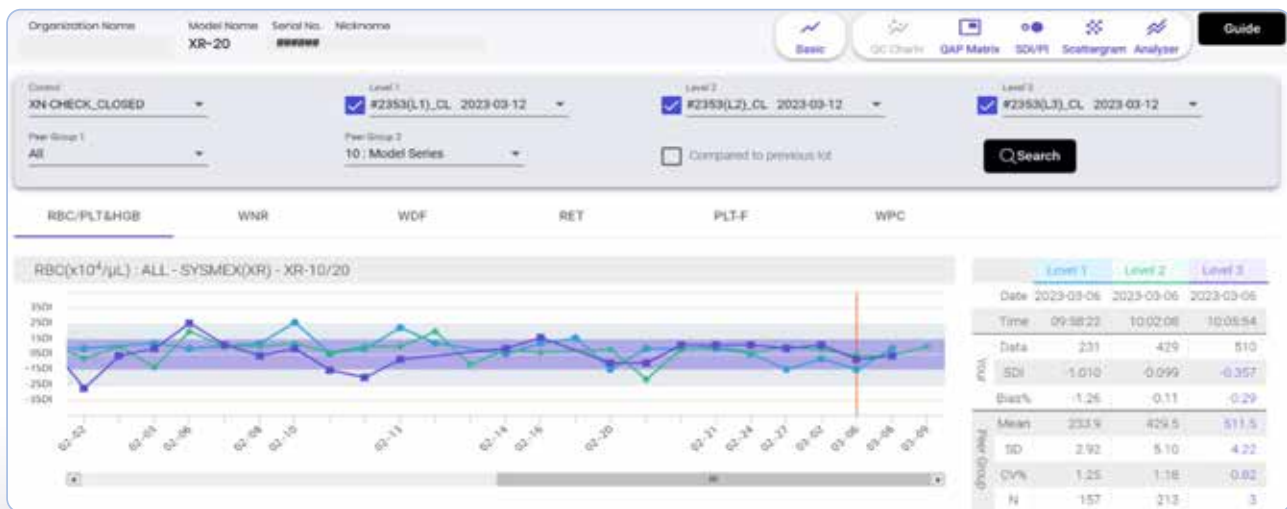 Organization Name Model Name Serial No. Nickname
XR-20 ######
Basic QC Charts QAP Matrix SDI/PI Scattergram Analyzer Guide
Control Level 1 Level 2 Level 3
XN-CHECK_CLOSED #2353(L1)_CL 2023-03-12 #2353(L2)_CL 2023-03-12 #2353(L3)_CL 2023-03-12
Peer Group 1 Peer Group 2
All 10 : Model Series Compared to previous lot Search
RBC/PLT&HGB WNR WDF RET PLT-F WPC
RBC(x10⁴/µL) : ALL - SYSMEX(XR) - XR-10/20
Level 1 Level 2 Level 3
Date 2023-03-06 2023-03-06 2023-03-06
Time 09:58:22 10:02:08 10:05:54
Your
Data 231 429 510
SDI -1.010 -0.099 -0.357
Bias% -1.26 -0.11 -0.29
Peer Group
Mean 233.9 429.5 511.5
SD 2.92 5.10 4.22
CV% 1.25 1.18 0.82
N 157 213 3
3SDI
2SDI
1SDI
0SDI
-1SDI
-2SDI
-3SDI
02-02 02-03 02-06 02-08 02-10 02-13 02-14 02-16 02-20 02-21 02-24 02-27 03-02 03-06 03-08 03-09